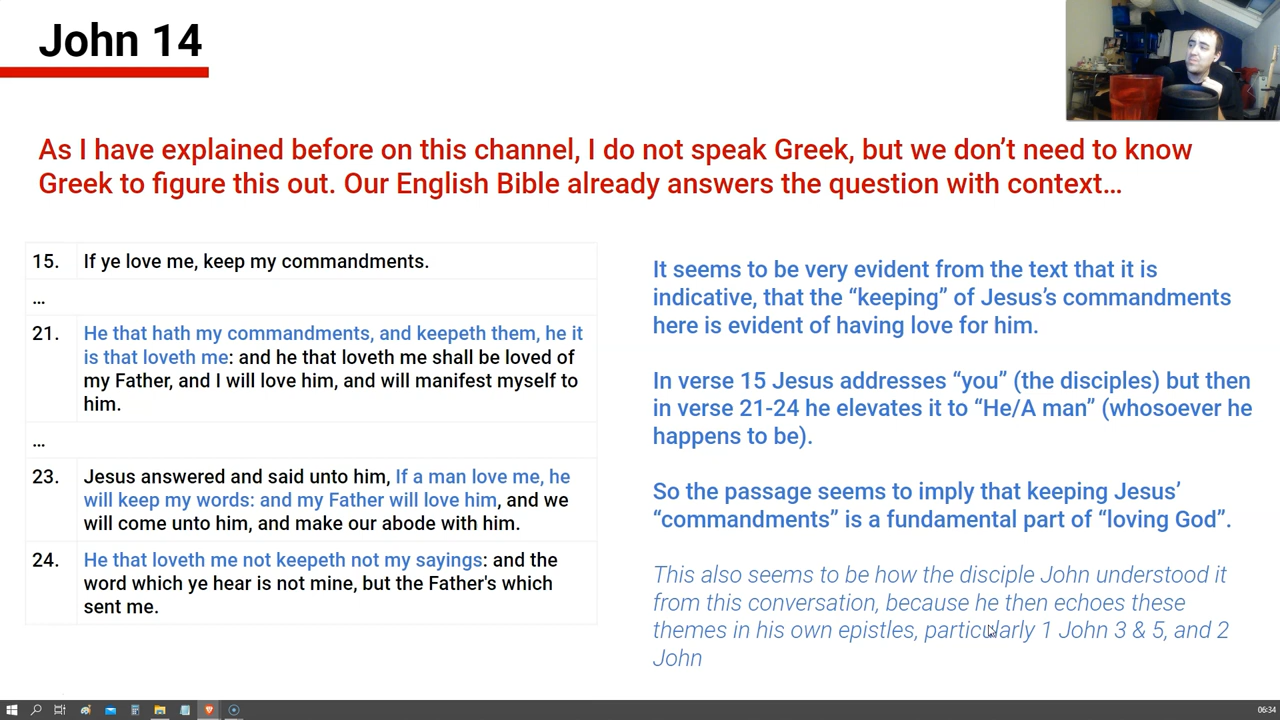 John 14
As I have explained before on this channel, I do not speak Greek, but we don’t need to know
Greek to figure this out. Our English Bible already answers the question with context…
15. If ye love me, keep my commandments.
...
21. He that hath my commandments, and keepeth them, he it
is that loveth me: and he that loveth me shall be loved of
my Father, and I will love him, and will manifest myself to
him.
...
23. Jesus answered and said unto him, If a man love me, he
will keep my words: and my Father will love him, and we
will come unto him, and make our abode with him.
24. He that loveth me not keepeth not my sayings: and the
word which ye hear is not mine, but the Father's which
sent me.
It seems to be very evident from the text that it is
indicative, that the “keeping” of Jesus’s commandments
here is evident of having love for him.
In verse 15 Jesus addresses “you” (the disciples) but then
in verse 21-24 he elevates it to “He/A man” (whosoever he
happens to be).
So the passage seems to imply that keeping Jesus’
“commandments” is a fundamental part of “loving God”.
This also seems to be how the disciple John understood it
from this conversation, because he then echoes these
themes in his own epistles, particularly 1 John 3 & 5, and 2
John
06:34